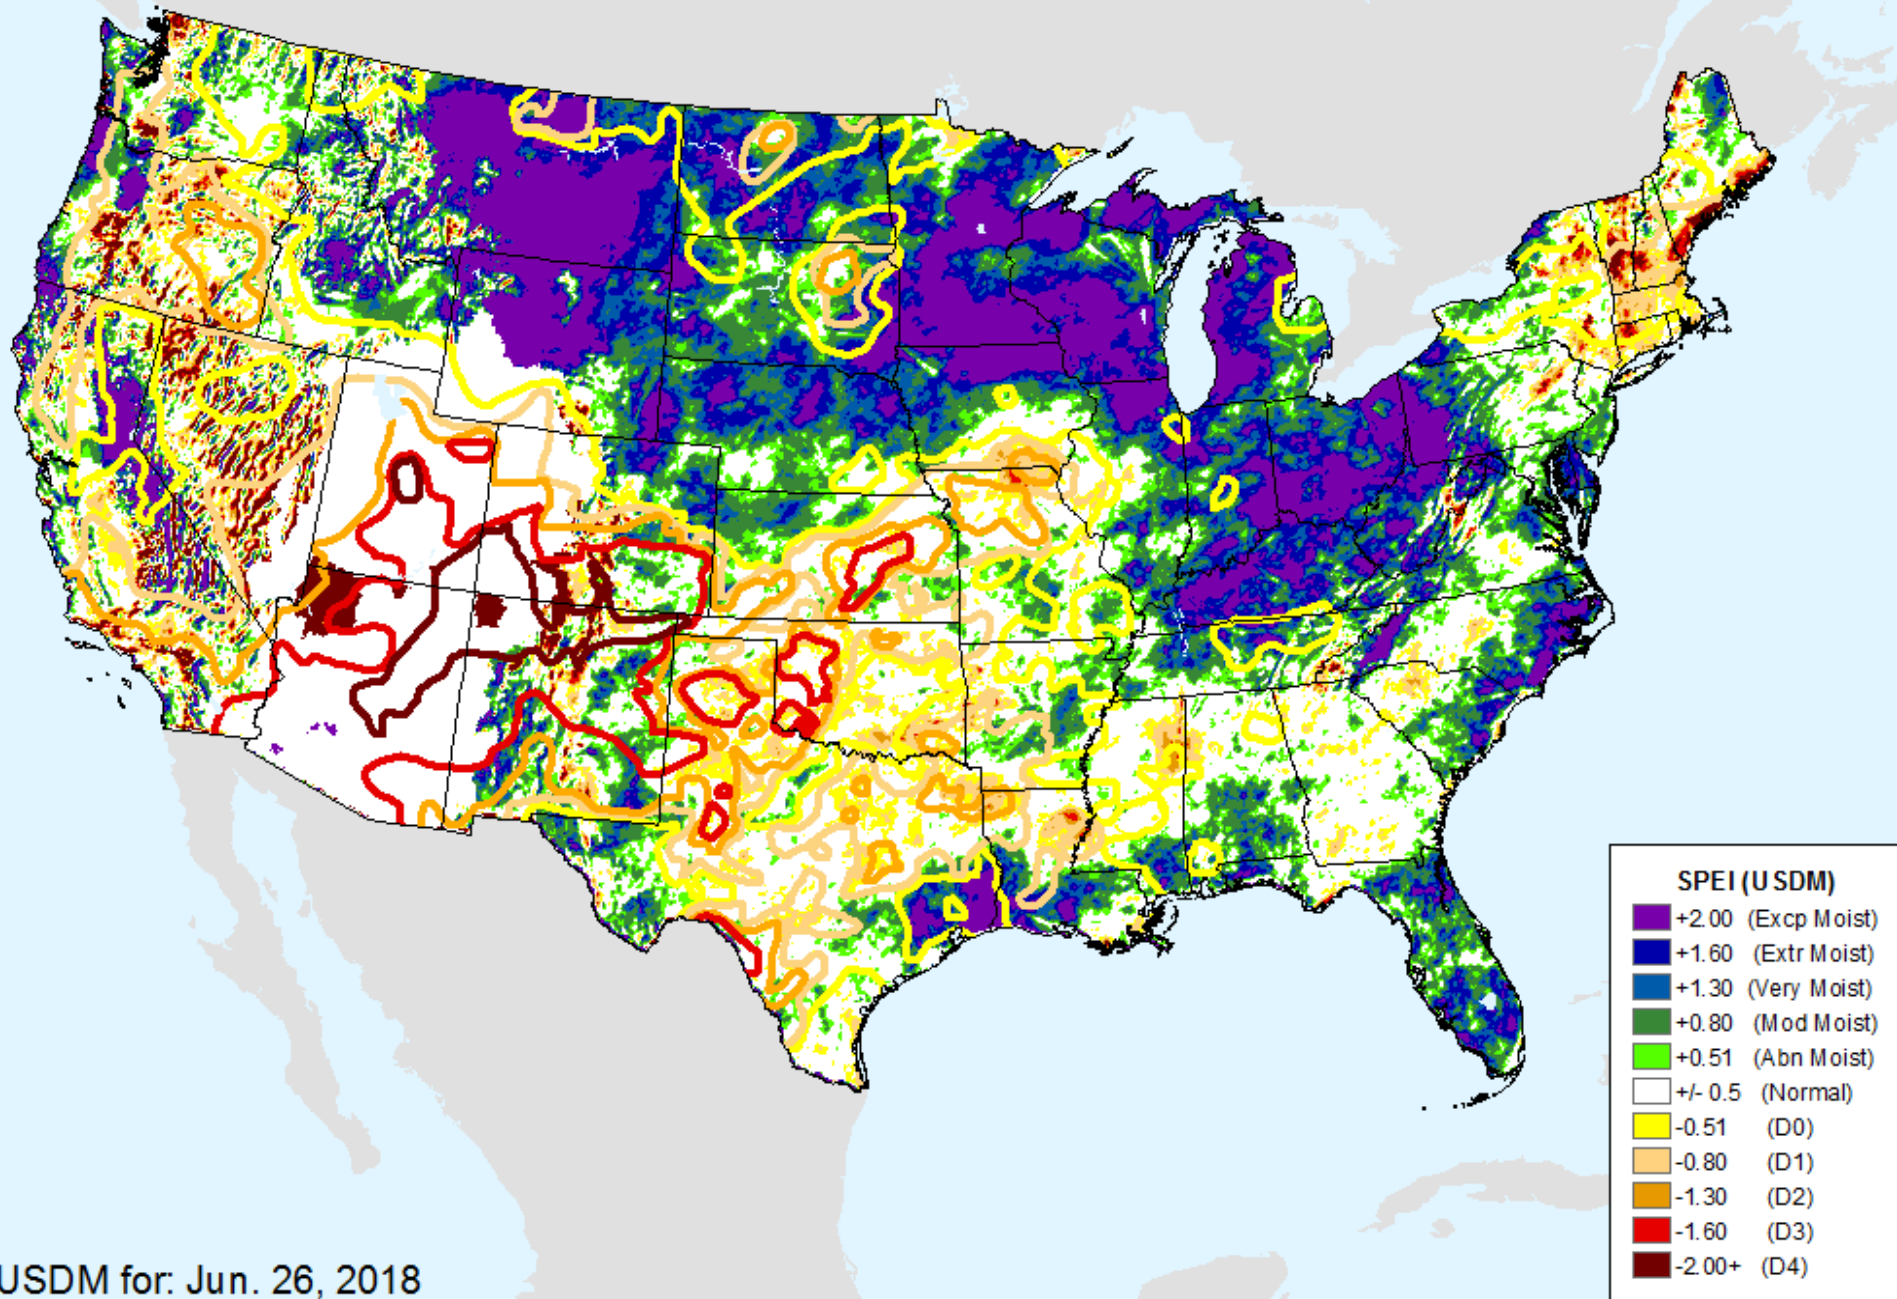 SPEI (USDM)
+2.00 (Excp Moist)
+1.60 (Extr Moist)
+1.30 (Very Moist)
+0.80 (Mod Moist)
+0.51 (Abn Moist)
+/- 0.5 (Normal)
-0.51 (D0)
-0.80 (D1)
-1.30 (D2)
-1.60 (D3)
-2.00+ (D4)
USDM for: Jun. 26, 2018